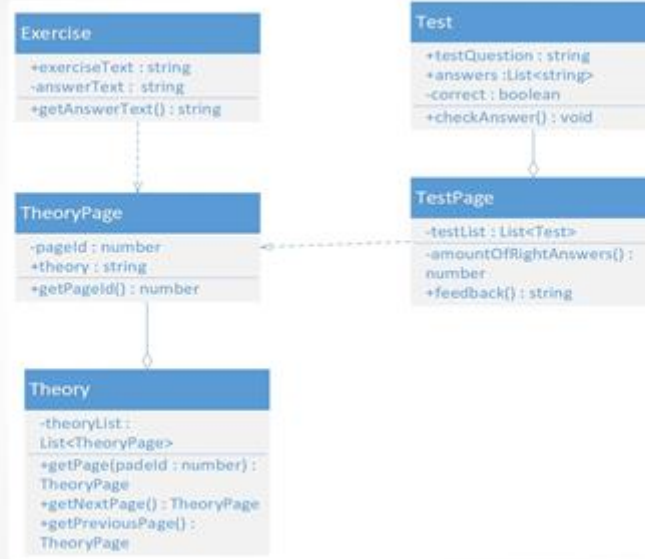 Exercise
+exerciseText : string
-answerText : string
+getAnswerText() : string
Test
+testQuestion : string
+answers :List<string>
-correct : boolean
+checkAnswer() : void
TheoryPage
-pageId : number
+theory : string
+getPageId() : number
TestPage
-testList : List<Test>
-amountOfRightAnswers() :
number
+feedback() : string
Theory
-theoryList :
List<TheoryPage>
+getPage(padeId : number) :
TheoryPage
+getNextPage() : TheoryPage
+getPreviousPage() :
TheoryPage